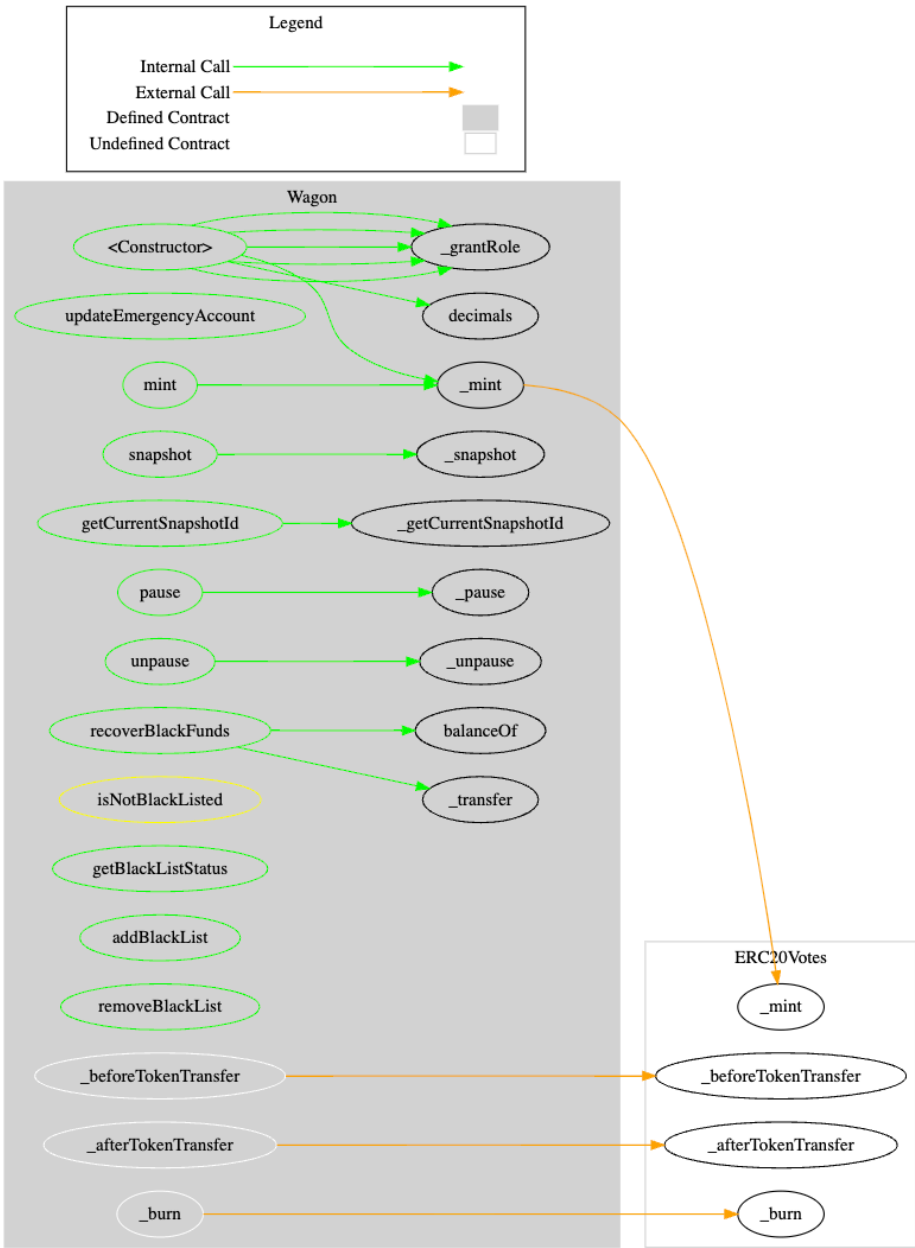 Legend
Internal Call
External Call
Defined Contract
Undefined Contract
Wagon
<Constructor>
_grantRole
updateEmergencyAccount
decimals
mint
_mint
snapshot
_snapshot
getCurrentSnapshotId
_getCurrentSnapshotId
pause
_pause
unpause
_unpause
recoverBlackFunds
balanceOf
isNotBlackListed
_transfer
getBlackListStatus
addBlackList
ERC20Votes
removeBlackList
_mint
_beforeTokenTransfer
_beforeTokenTransfer
_afterTokenTransfer
_afterTokenTransfer
_burn
_burn